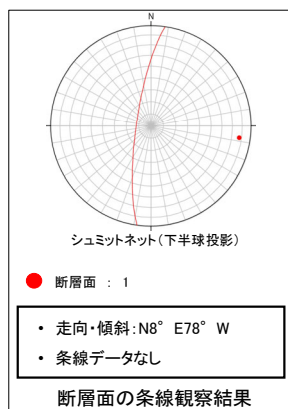 N
シュミットネット(下半球投影)
断層面 : 1
• 走向・傾斜:N8° E78° W
• 条線データなし
断層面の条線観察結果